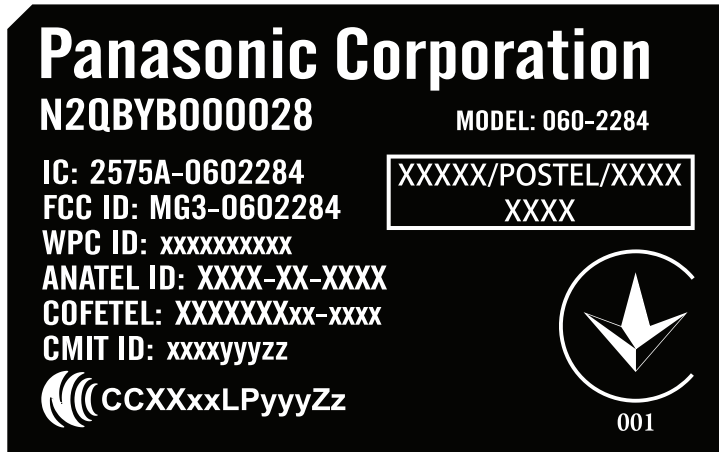 Panasonic Corporation
N2QBYB000028
MODEL: 060-2284
IC: 2575A-0602284
FCC ID: MG3-0602284
WPC ID: xxxxxxxxxx
ANATEL ID: XXXX-XX-XXXX
COFETEL: XXXXXXXxx-xxxx
CMIT ID: xxxxyyyzz
CCXXxxLPyyyZz
XXXXX/POSTEL/XXXX
XXXX
001